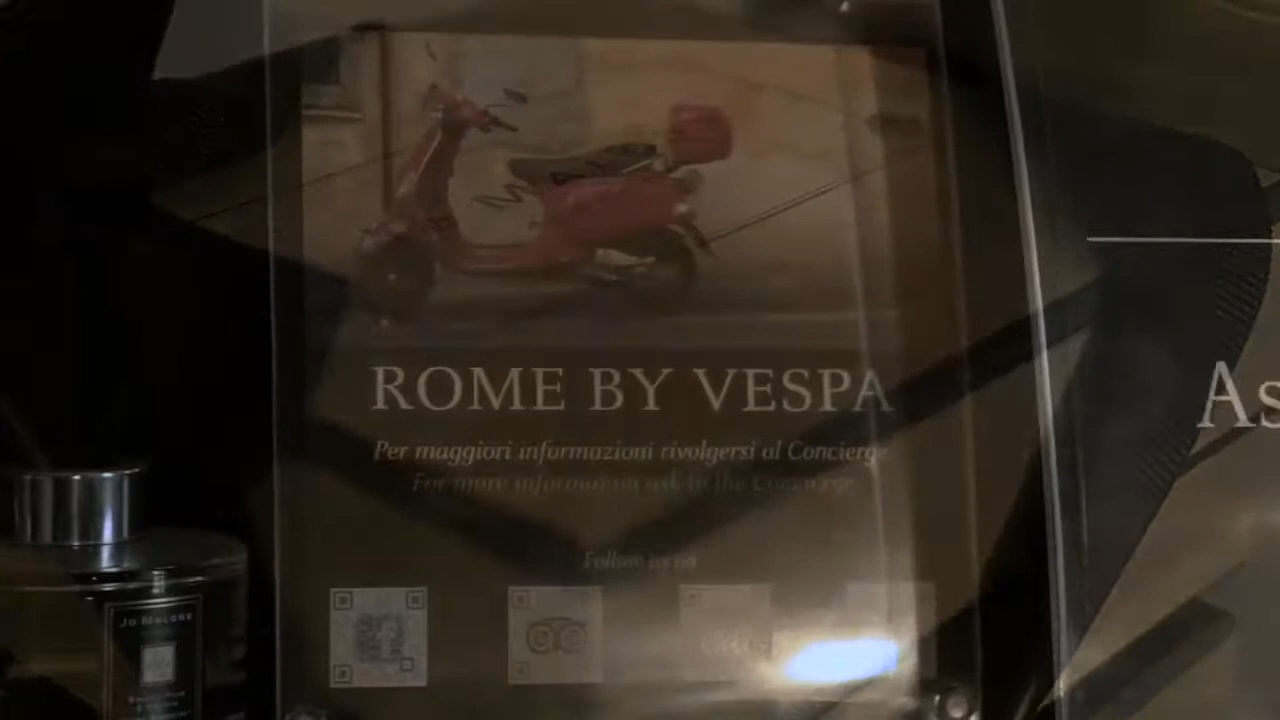 ROME BY VESPA
Per maggiori informazioni rivolgersi al Concierge
For more information ask to the Concierge
Follow us on
As
JO MALONE